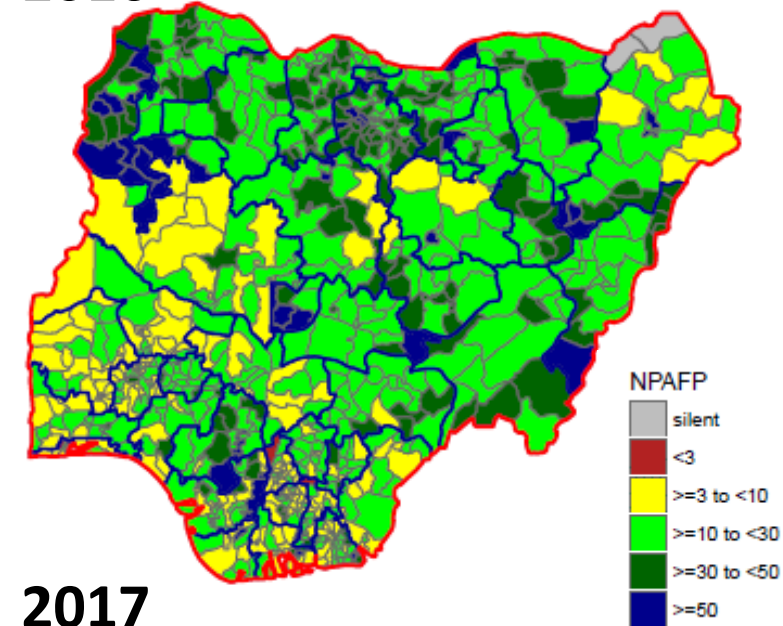 NPAFP
silent
<3
>=3 to <10
>=10 to <30
>=30 to <50
>=50
2017